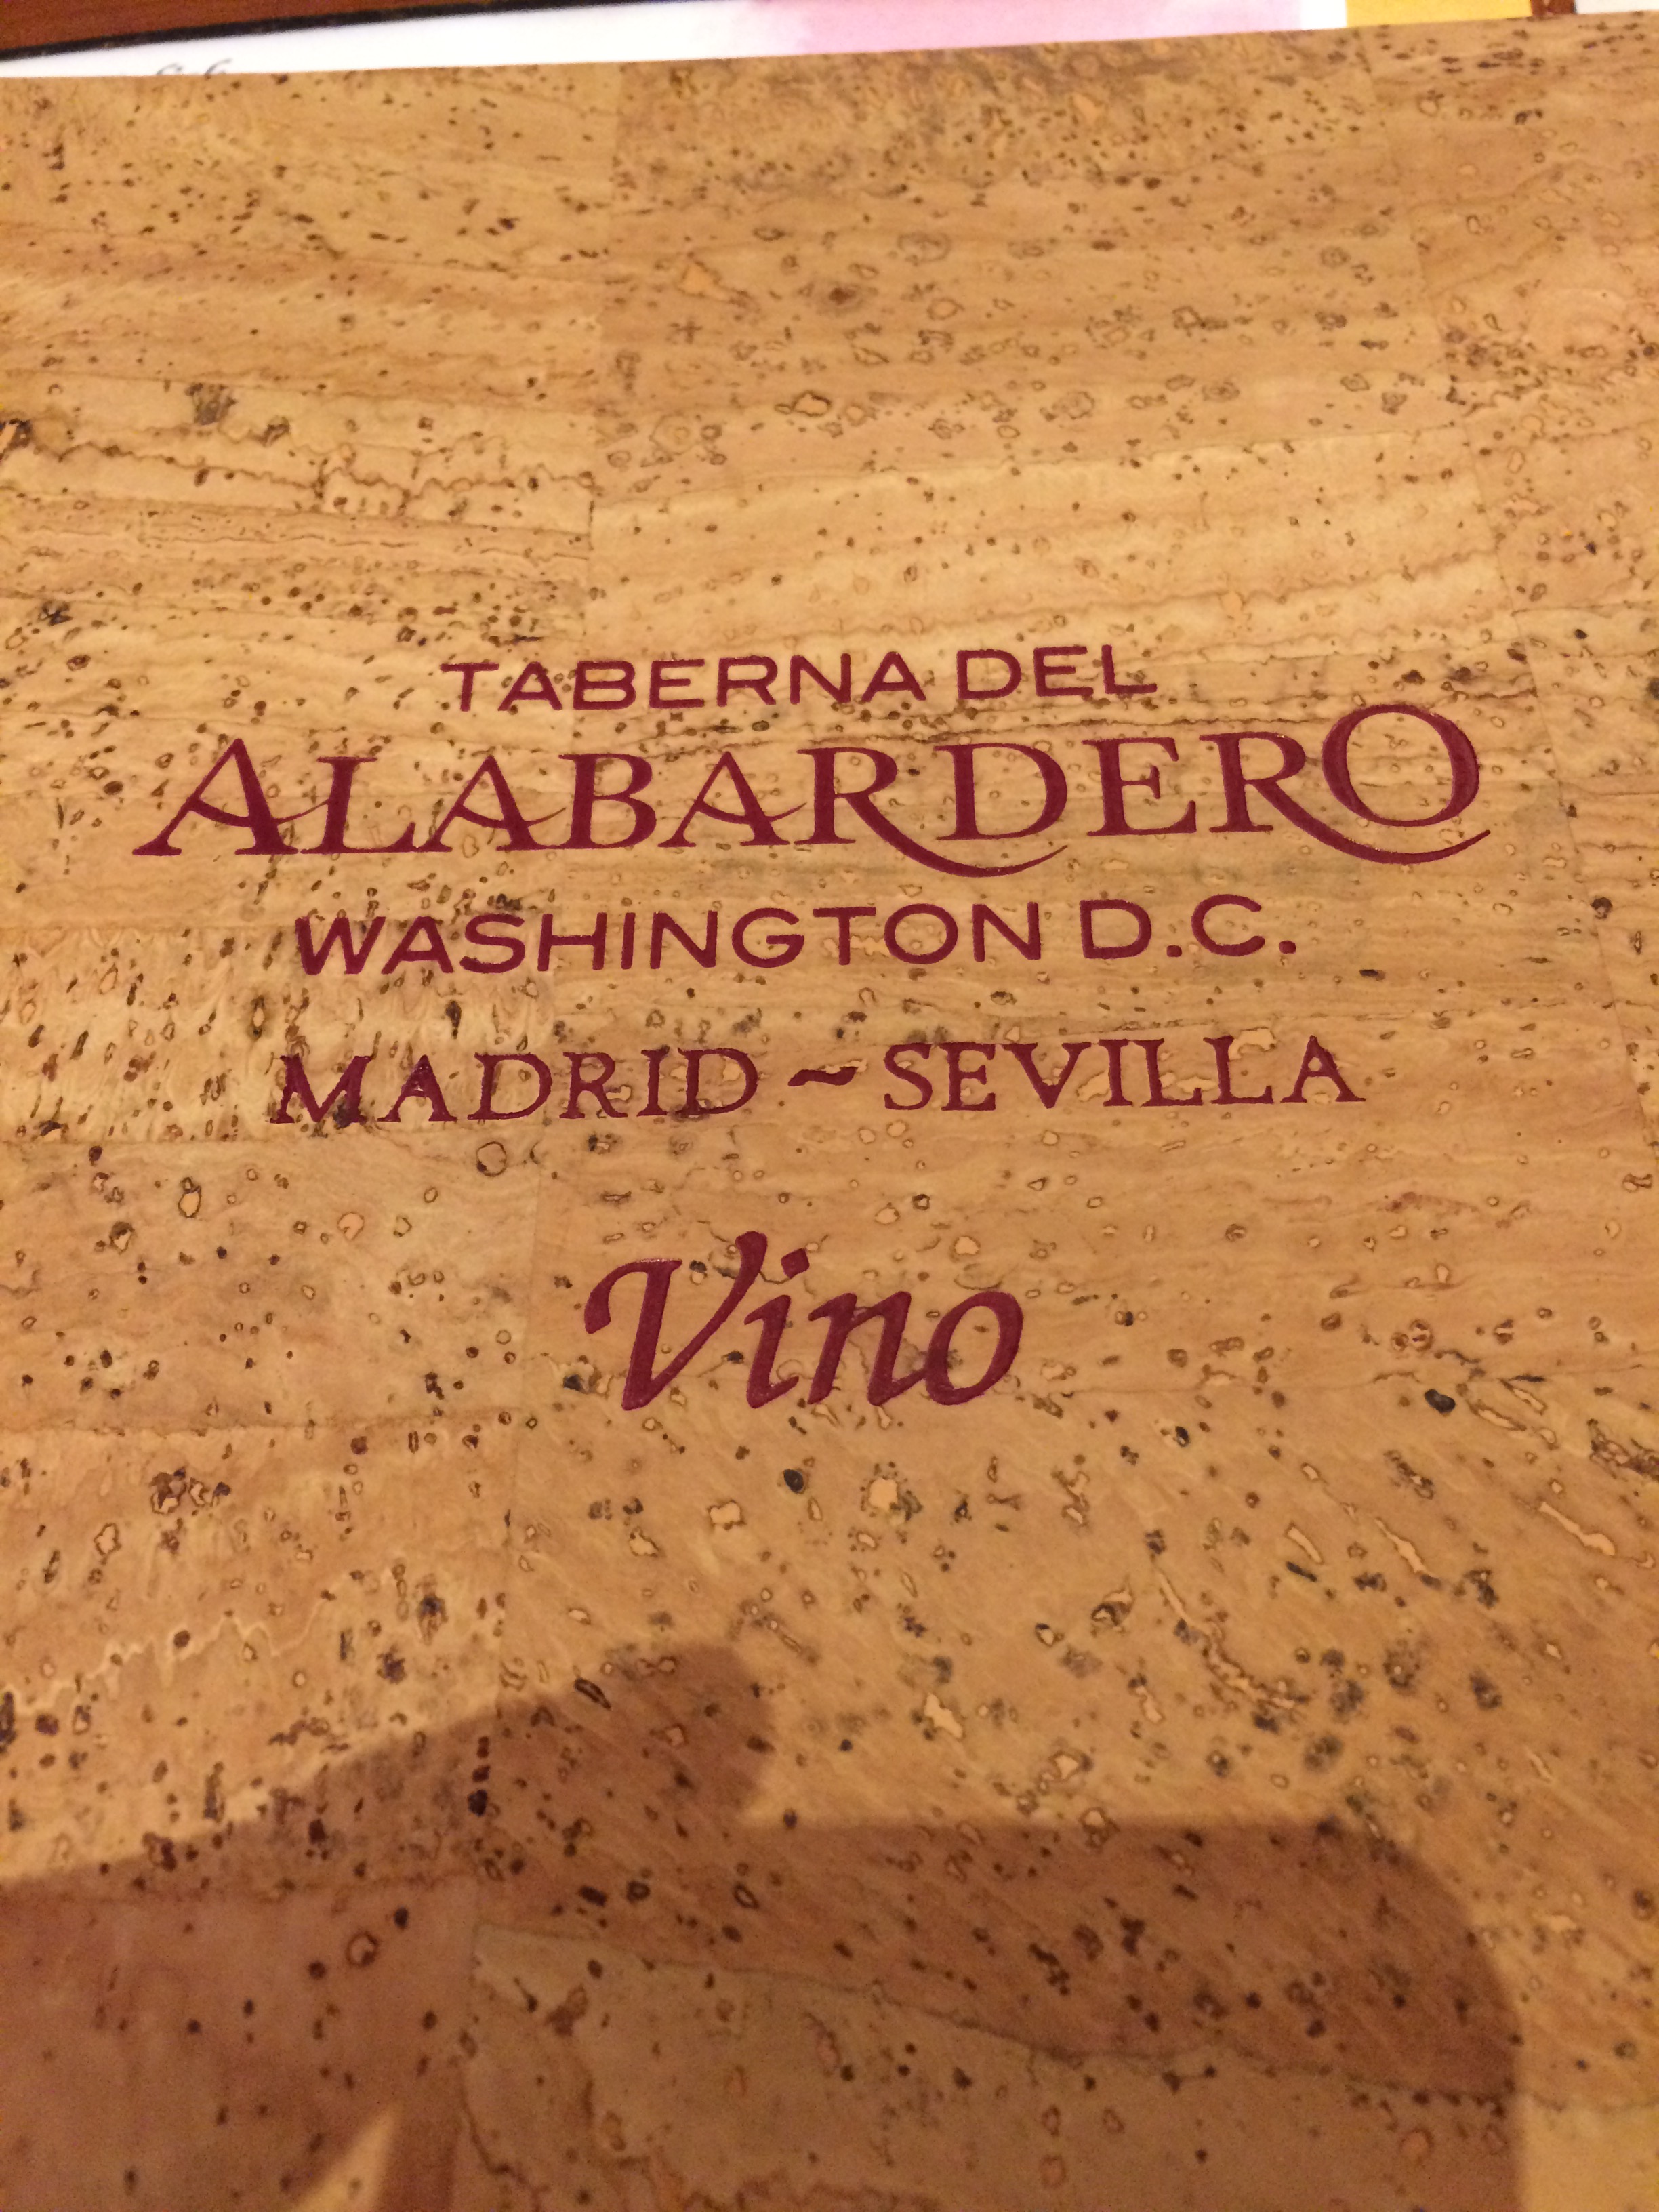 TABERNA DEL
ALABARDERO
WASHINGTON D.C.
MADRID ~ SEVILLA
Vino